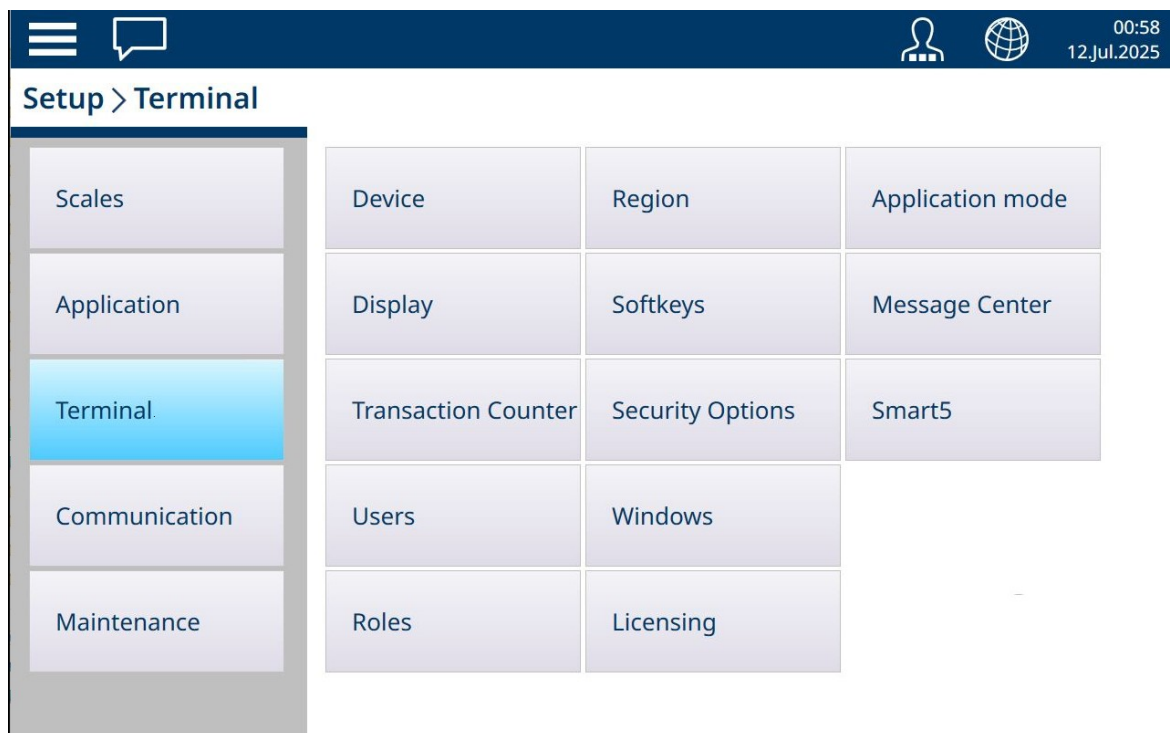 00:58
12.Jul.2025
Setup > Terminal
Scales
Application
Terminal
Communication
Maintenance
Device
Region
Application mode
Display
Softkeys
Message Center
Transaction Counter
Security Options
Smart5
Users
Windows
Roles
Licensing